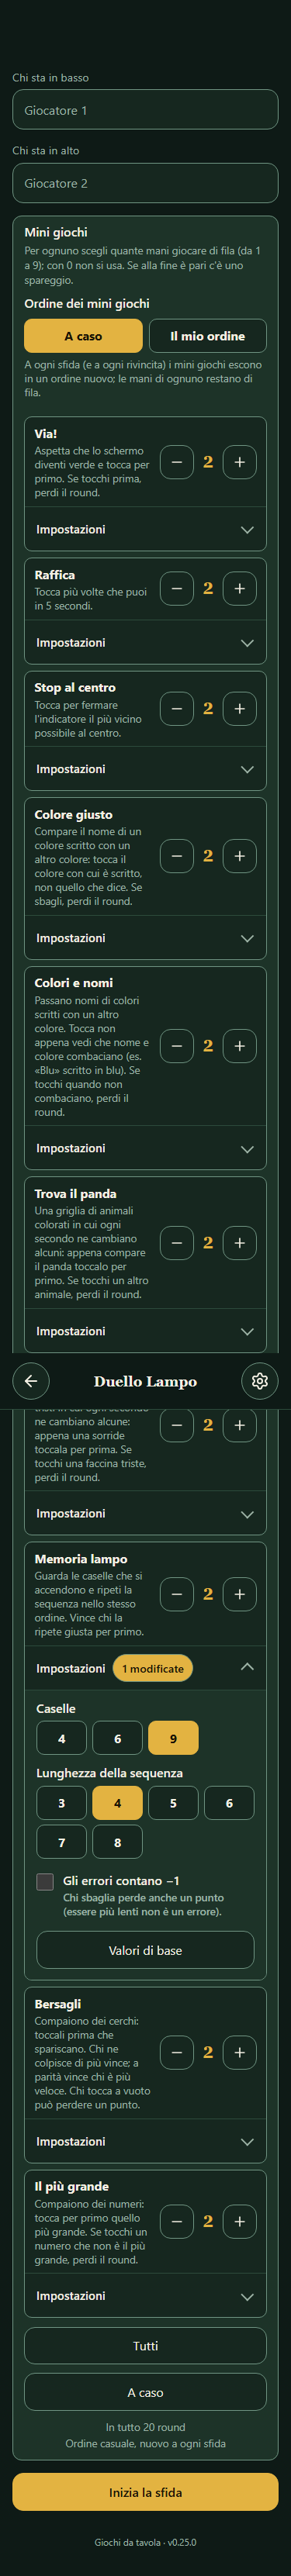 Chi sta in basso
Giocatore 1
Chi sta in alto
Giocatore 2
Mini giochi
Per ognuno scegli quante mani giocare di fila (da 1
a 9); con 0 non si usa. Se alla fine è pari c'è uno
spareggio.
Ordine dei mini giochi
A caso
Il mio ordine
A ogni sfida (e a ogni rivincita) i mini giochi escono
in un ordine nuovo; le mani di ognuno restano di
fila.
Via!
Aspetta che lo schermo
diventi verde e tocca per
primo. Se tocchi prima,
perdi il round.
− 2 +
Impostazioni
Raffica
Tocca più volte che puoi
in 5 secondi.
− 2 +
Impostazioni
Stop al centro
Tocca per fermare
l'indicatore il più vicino
possibile al centro.
− 2 +
Impostazioni
Colore giusto
Compare il nome di un
colore scritto con un
altro colore: tocca il
colore con cui è scritto,
non quello che dice. Se
sbagli, perdi il round.
− 2 +
Impostazioni
Colori e nomi
Passano nomi di colori
scritti con un altro
colore. Tocca non
appena vedi che nome e
colore combaciano (es.
«Blu» scritto in blu). Se
tocchi quando non
combaciano, perdi il
round.
− 2 +
Impostazioni
Trova il panda
Una griglia di animali
colorati in cui ogni
secondo ne cambiano
alcuni: appena compare
il panda toccalo per
primo. Se tocchi un altro
animale, perdi il round.
− 2 +
Impostazioni
Duello Lampo
ne cambiano alcune:
appena una sorride
toccala per prima. Se
tocchi una faccina triste,
perdi il round.
− 2 +
Impostazioni
Memoria lampo
Guarda le caselle che si
accendono e ripeti la
sequenza nello stesso
ordine. Vince chi la
ripete giusta per primo.
− 2 +
Impostazioni 1 modificate
Caselle
4 6 9
Lunghezza della sequenza
3 4 5 6
7 8
Gli errori contano −1
Chi sbaglia perde anche un punto
(essere più lenti non è un errore).
Valori di base
Bersagli
Compaiono dei cerchi:
toccali prima che
spariscano. Chi ne
colpisce di più vince; a
parità vince chi è più
veloce. Chi tocca a vuoto
può perdere un punto.
− 2 +
Impostazioni
Il più grande
Compaiono dei numeri:
tocca per primo quello
più grande. Se tocchi un
numero che non è il più
grande, perdi il round.
− 2 +
Impostazioni
Tutti
A caso
In tutto 20 round
Ordine casuale, nuovo a ogni sfida
Inizia la sfida
Giochi da tavola · v0.25.0